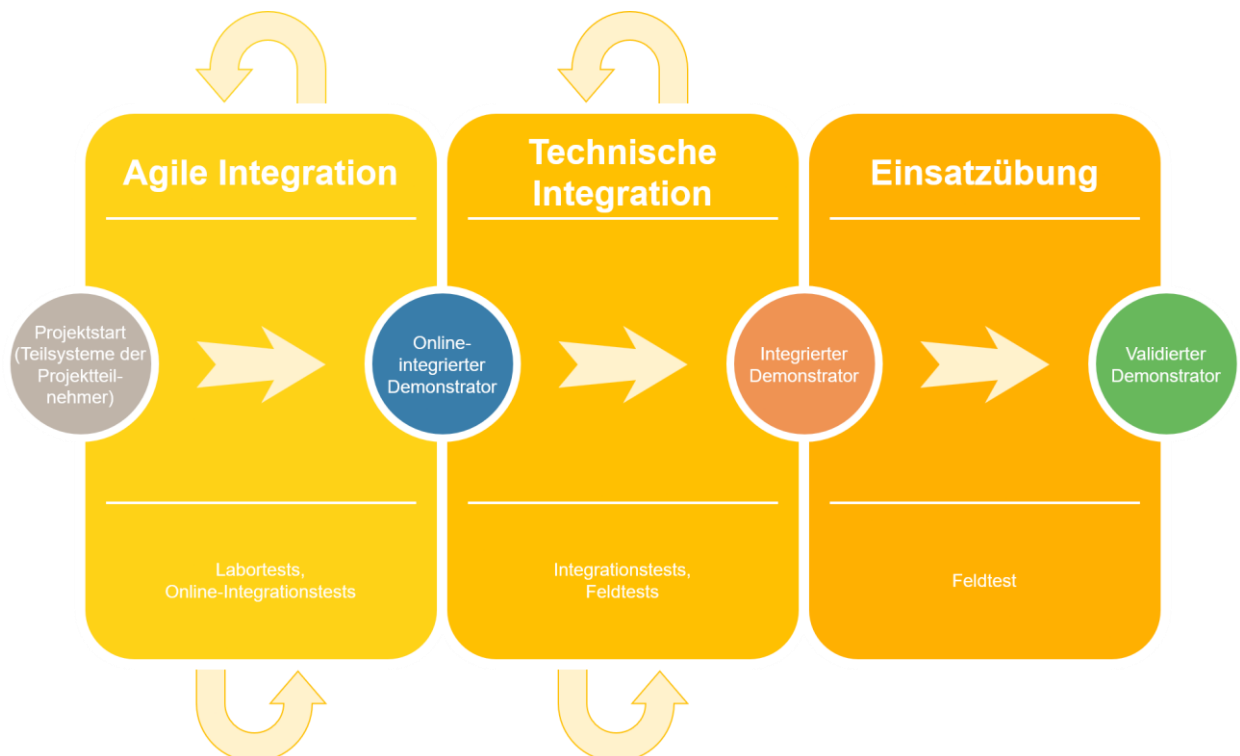 Agile Integration
Technische
Integration
Einsatzübung
Projektstart
(Teilsysteme der
Projektteil-
nehmer)
Online-
integrierter
Demonstrator
Integrierter
Demonstrator
Validierter
Demonstrator
Labortests,
Online-Integrationstests
Integrationstests,
Feldtests
Feldtest